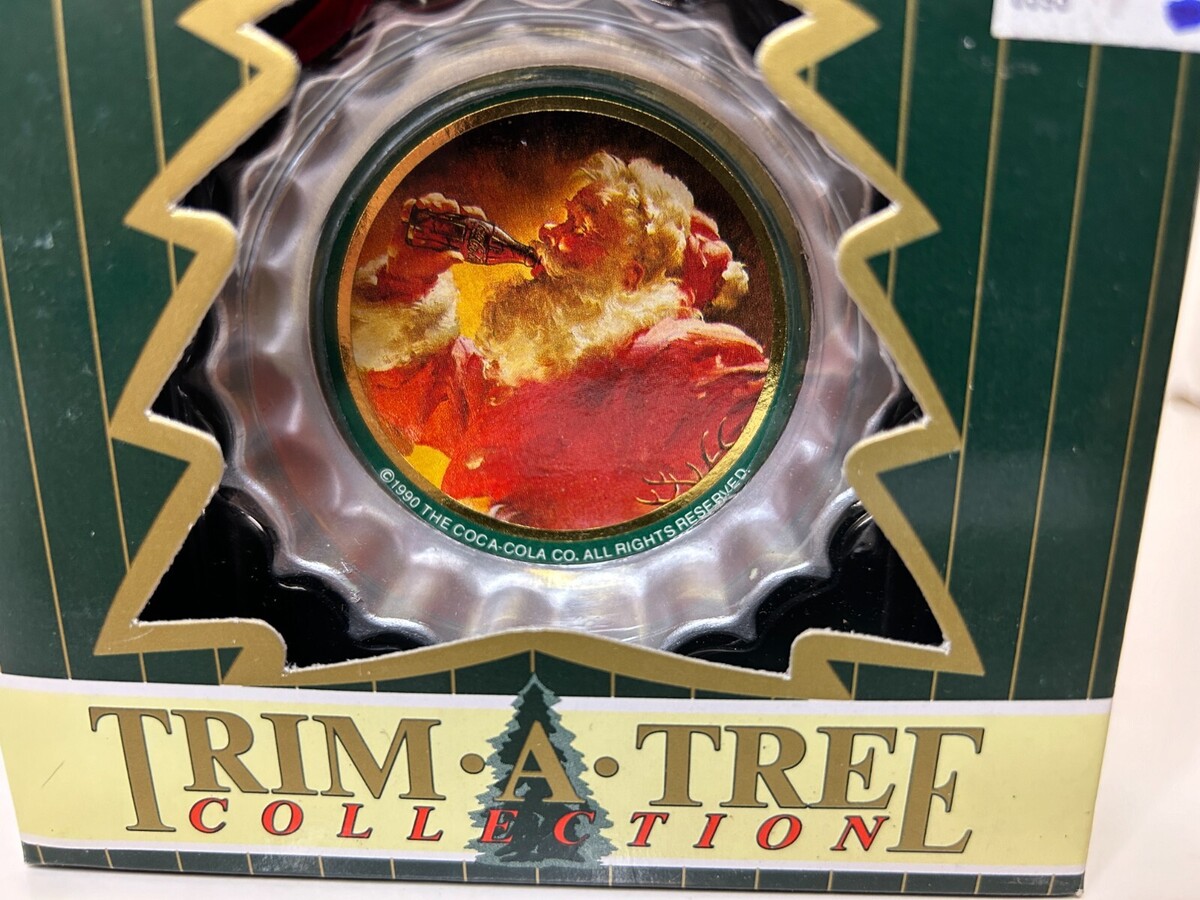 ©1990 THE COCA-COLA CO. ALL RIGHTS RESERVED.
TRIM·A·TREE
COLLECTION